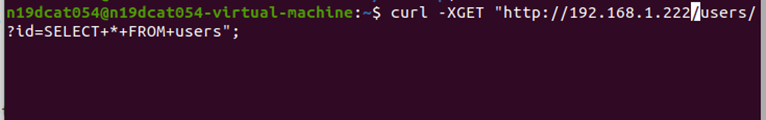 n19dcat054@n19dcat054-virtual-machine:~$ curl -XGET "http://192.168.1.222/users/
?id=SELECT+*+FROM+users";